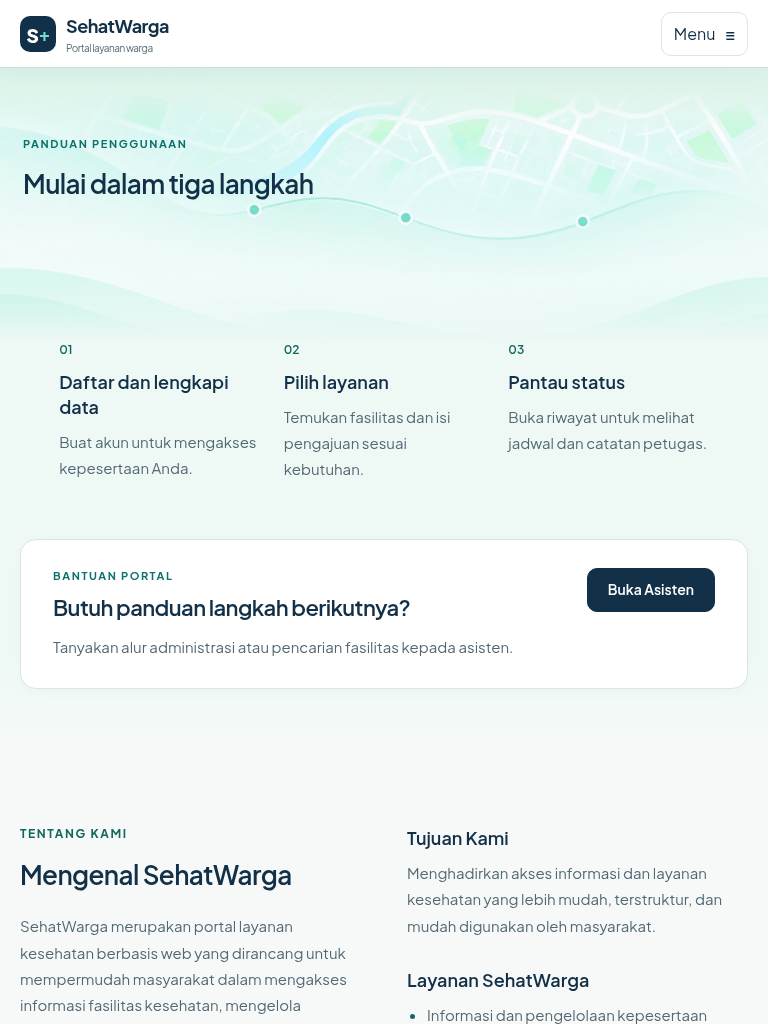 S+
SehatWarga
Portal layanan warga
Menu ≡
PANDUAN PENGGUNAAN
Mulai dalam tiga langkah
01
Daftar dan lengkapi
data
Buat akun untuk mengakses
kepesertaan Anda.
02
Pilih layanan
Temukan fasilitas dan isi
pengajuan sesuai
kebutuhan.
03
Pantau status
Buka riwayat untuk melihat
jadwal dan catatan petugas.
BANTUAN PORTAL
Butuh panduan langkah berikutnya?
Tanyakan alur administrasi atau pencarian fasilitas kepada asisten.
Buka Asisten
TENTANG KAMI
Mengenal SehatWarga
SehatWarga merupakan portal layanan
kesehatan berbasis web yang dirancang untuk
mempermudah masyarakat dalam mengakses
informasi fasilitas kesehatan, mengelola
Tujuan Kami
Menghadirkan akses informasi dan layanan
kesehatan yang lebih mudah, terstruktur, dan
mudah digunakan oleh masyarakat.
Layanan SehatWarga
• Informasi dan pengelolaan kepesertaan